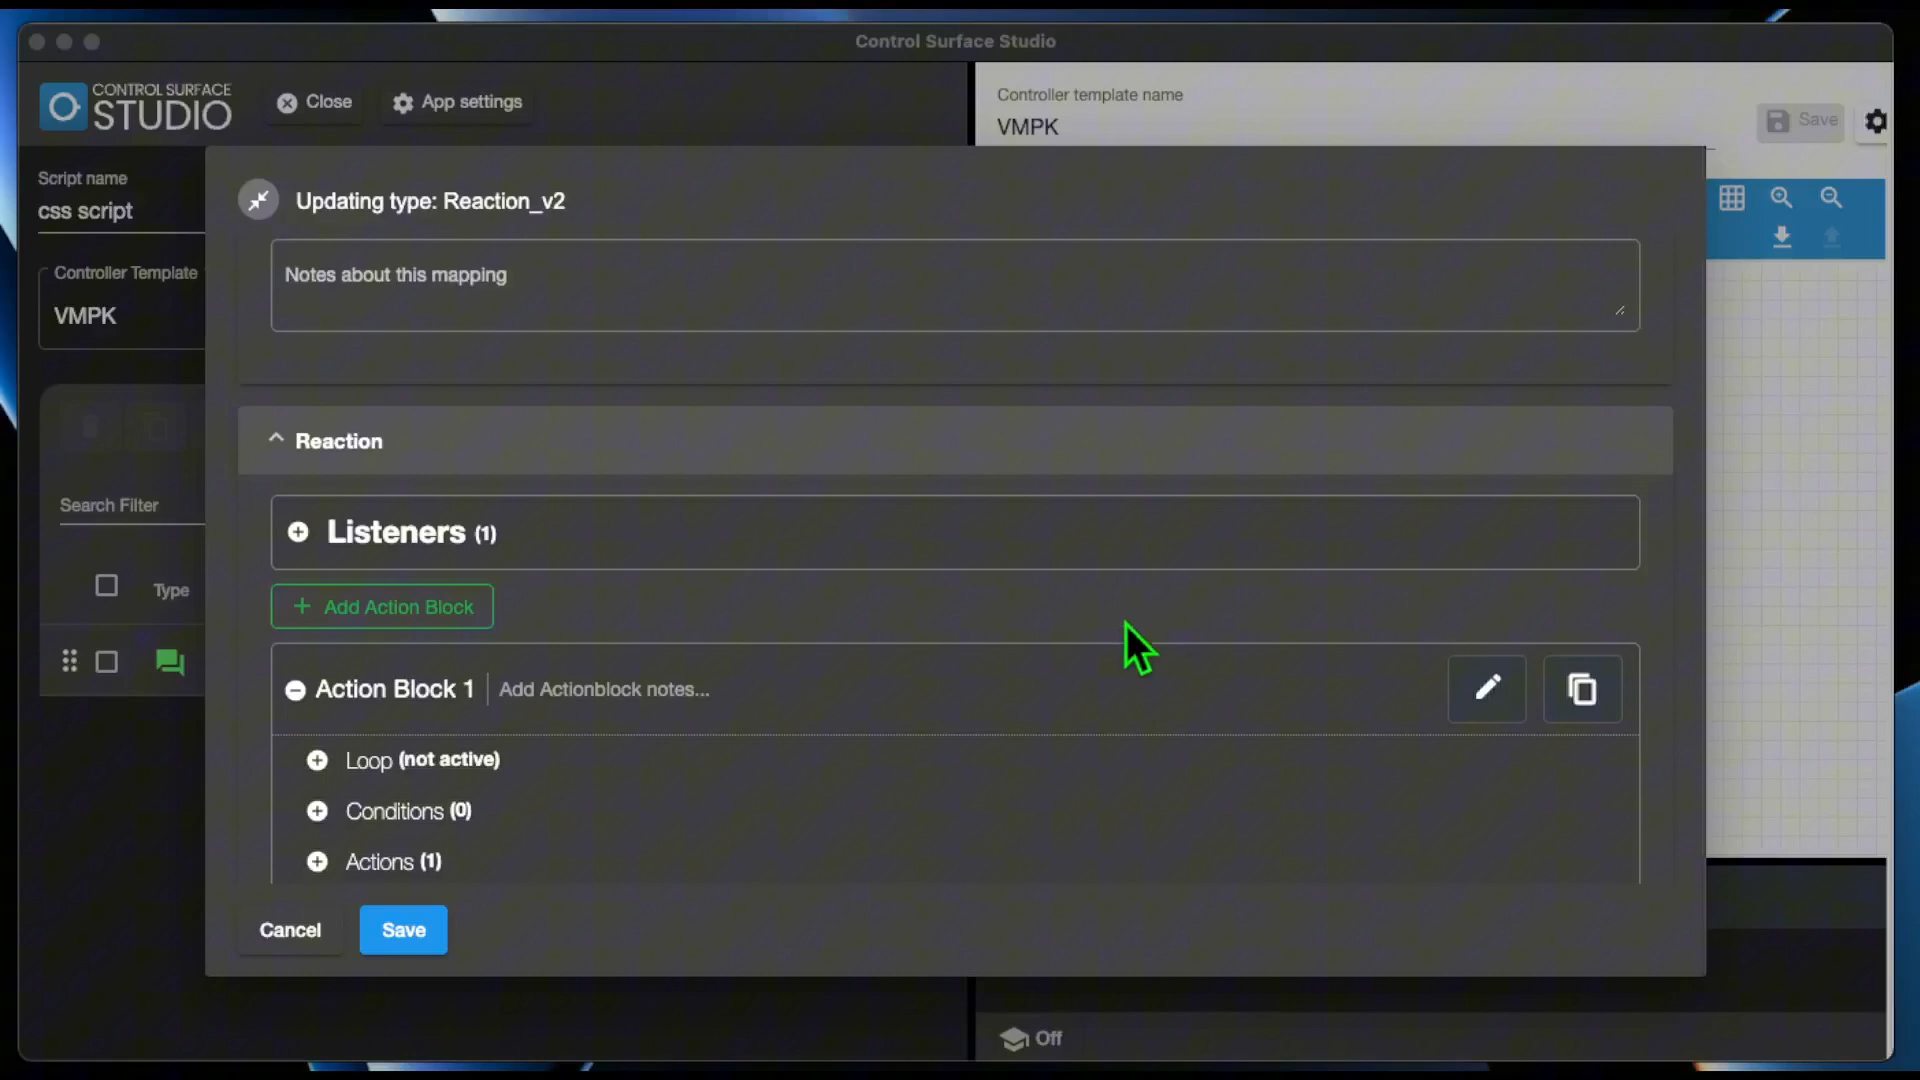 Control Surface Studio
CONTROL SURFACE
STUDIO
Close
App settings
Controller template name
VMPK
Save
Script name
css script
Controller Template
VMPK
Search Filter
Type
Updating type: Reaction_v2
Notes about this mapping
Reaction
Listeners (1)
Add Action Block
Action Block 1
Add Actionblock notes...
Loop (not active)
Conditions (0)
Actions (1)
Cancel
Save
Off